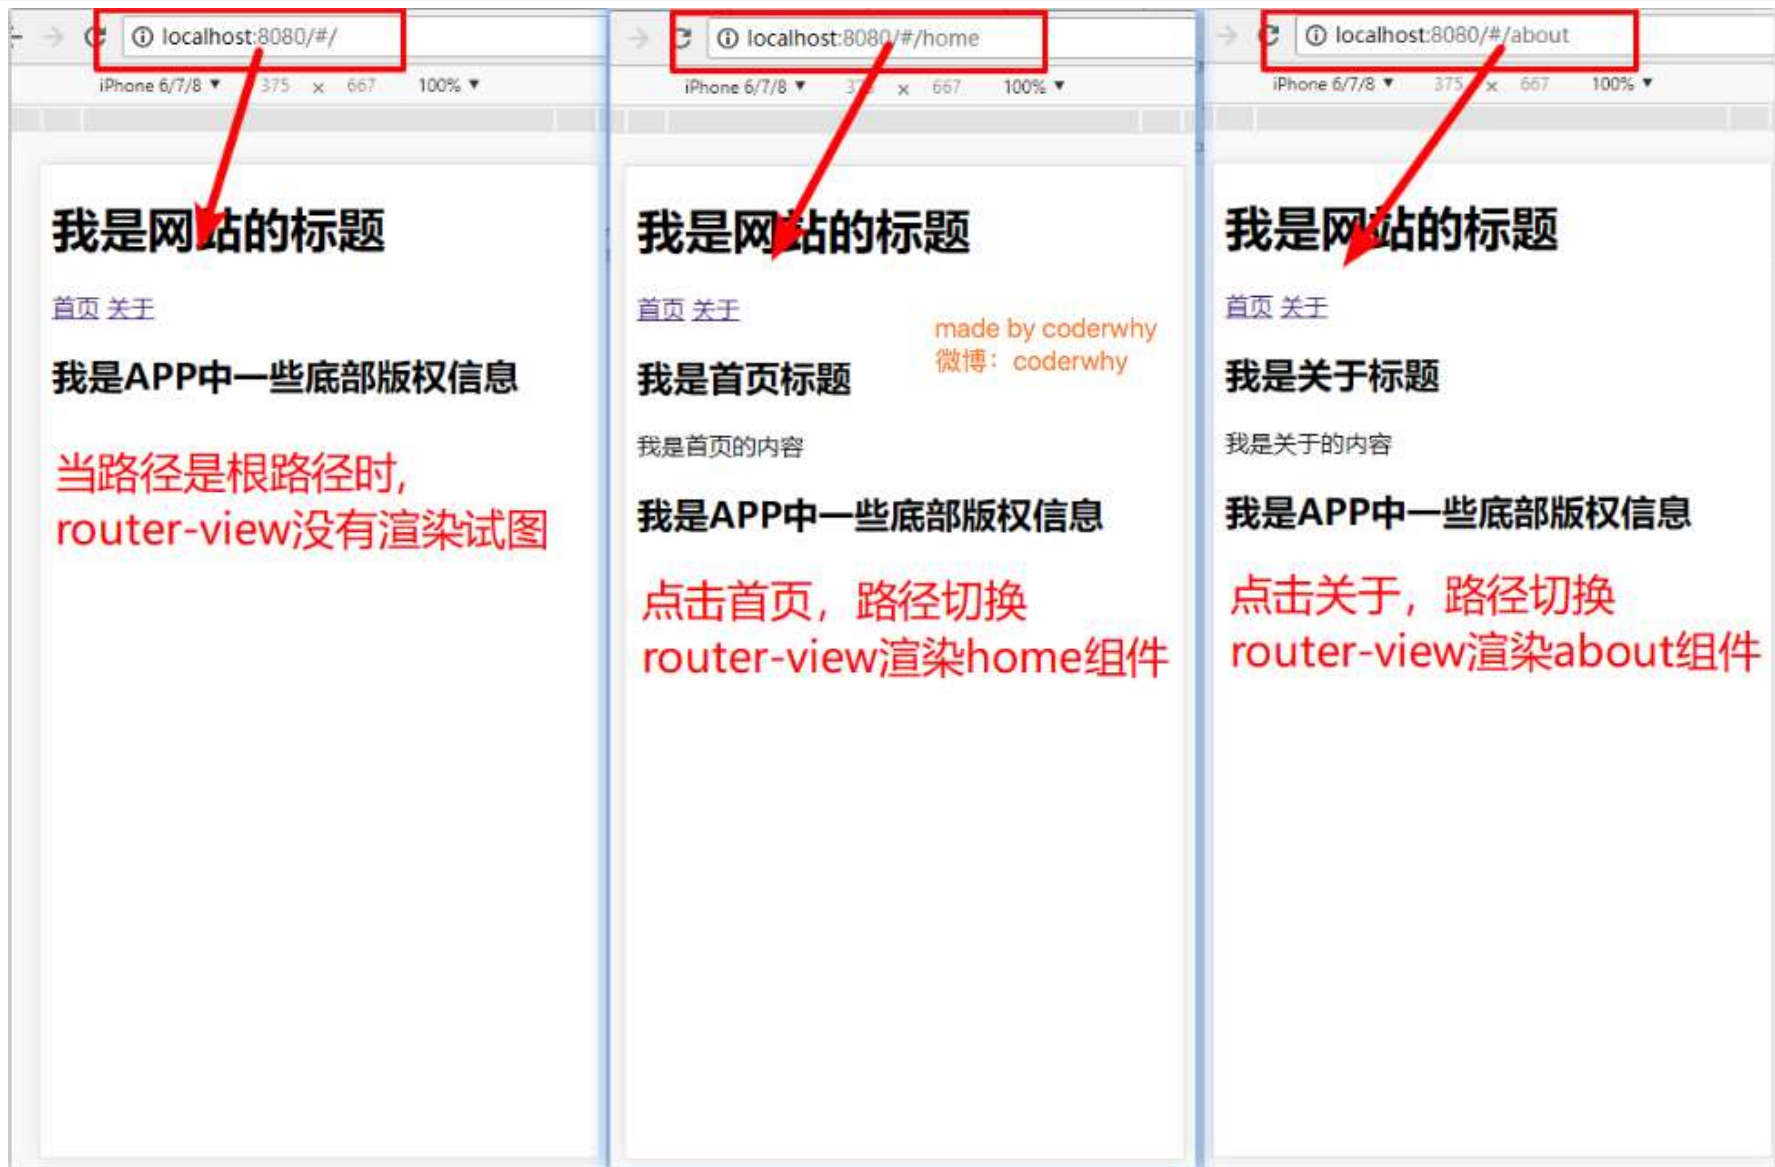 localhost:8080/#/
iPhone 6/7/8 ▼ 375 × 667 100% ▼
我是网站的标题
首页 关于
我是APP中一些底部版权信息
当路径是根路径时,
router-view没有渲染试图
localhost:8080/#/home
iPhone 6/7/8 ▼ 375 × 667 100% ▼
我是网站的标题
首页 关于
made by coderwhy
微博：coderwhy
我是首页标题
我是首页的内容
我是APP中一些底部版权信息
点击首页，路径切换
router-view渲染home组件
localhost:8080/#/about
iPhone 6/7/8 ▼ 375 × 667 100% ▼
我是网站的标题
首页 关于
我是关于标题
我是关于的内容
我是APP中一些底部版权信息
点击关于，路径切换
router-view渲染about组件